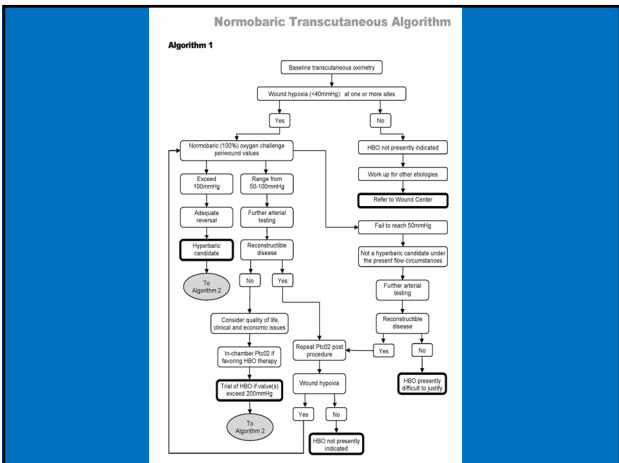 Normobaric Transcutaneous Algorithm
Algorithm 1
Baseline transcutaneous oximetry
Wound hypoxia (<40mmHg): at one or more sites
Yes
No
Normobaric (100%) oxygen challenge
periwound values
HBO not presently indicated
Exceed
100mmHg
Range from
50-100mmHg
Work up for other etiologies
Refer to Wound Center
Adequate
reversal
Further arterial
testing
Fail to reach 50mmHg
Hyperbaric
candidate
Reconstructible
disease
Not a hyperbaric candidate under
the present flow circumstances
To
Algorithm 2
No
Yes
Further arterial
testing
Consider quality of life,
clinical and economic issues
Reconstructible
disease
In-chamber Ptc02 if
favoring HBO therapy
Repeat Ptc02 post
procedure
Yes
No
Trial of HBO if value(s)
exceed 200mmHg
Wound hypoxia
HBO presently
difficult to justify
To
Algorithm 2
Yes
No
HBO not presently
indicated